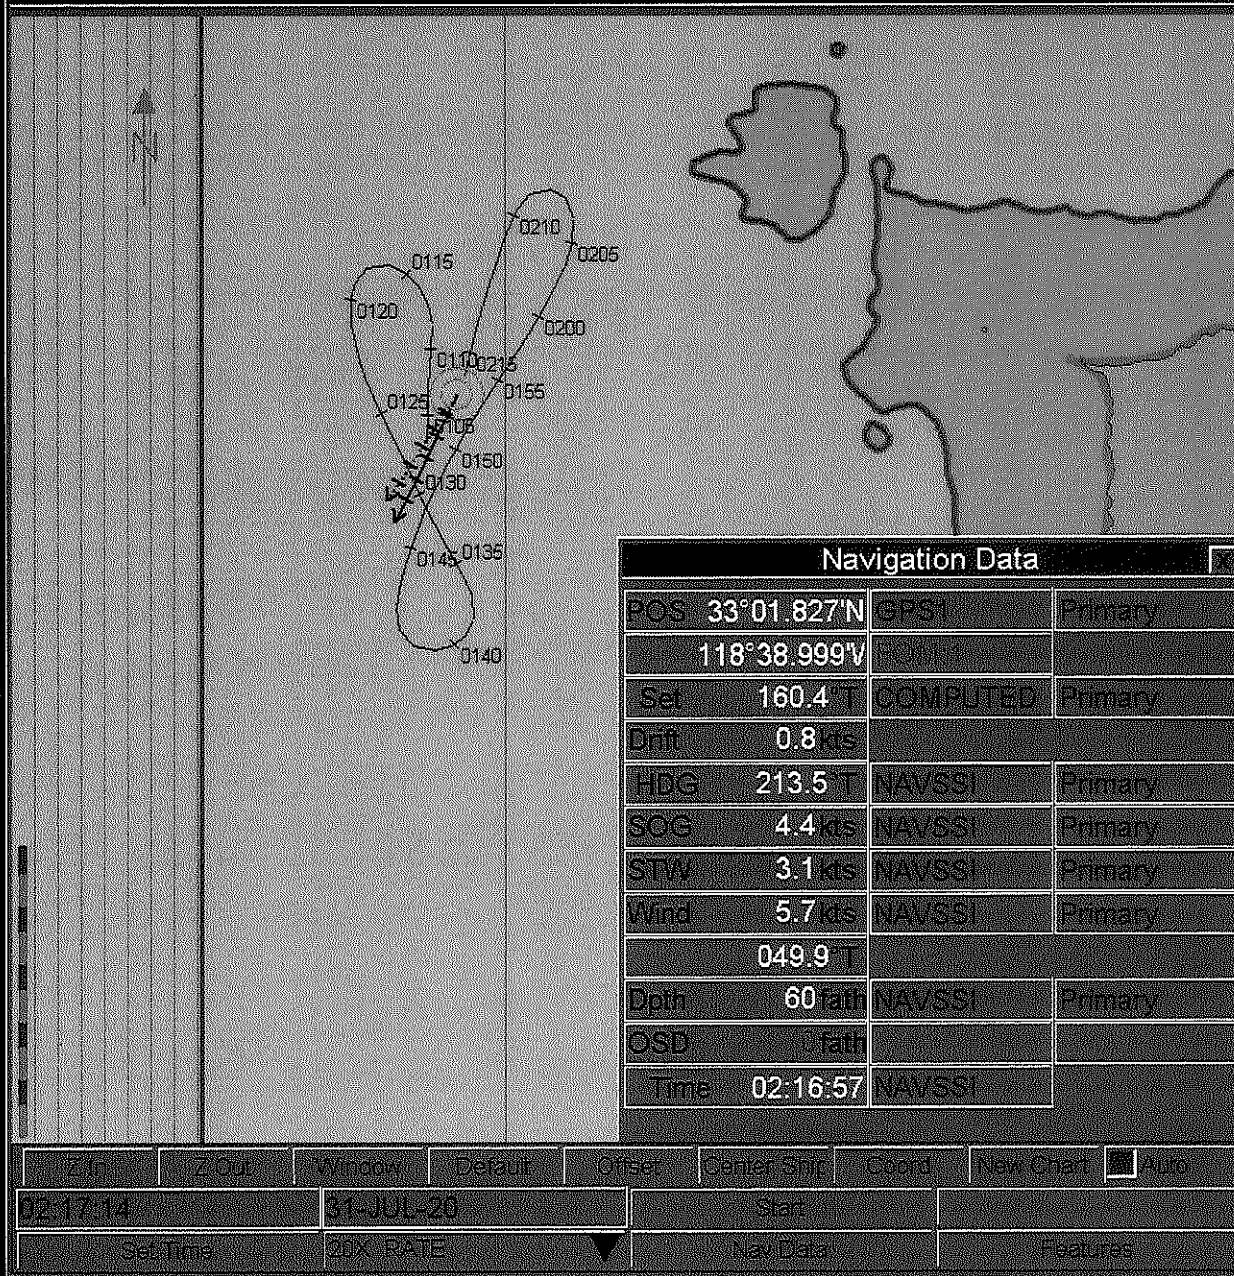 N
0210
0205
0115
0120
0200
0110
0215
0155
0125
0105
0150
0130
0145
0135
0140
Navigation Data X
POS 33°01.827'N GPS1 Primary
118°38.999'W
Set 160.4°T COMPUTED Primary
Drift 0.8 kts
HDG 213.5°T NAVSSI Primary
SOG 4.4 kts NAVSSI Primary
STW 3.1 kts NAVSSI Primary
Wind 5.7 kts NAVSSI Primary
049.9°T
Dpth 60 fath NAVSSI Primary
OSD fath
Time 02:16:57 NAVSSI
Z In Z Out Window Default Offset Center Ship Coord New Chart Auto
02:17:14 31-JUL-20 Start
Set Time 20X RATE Nav Data Features